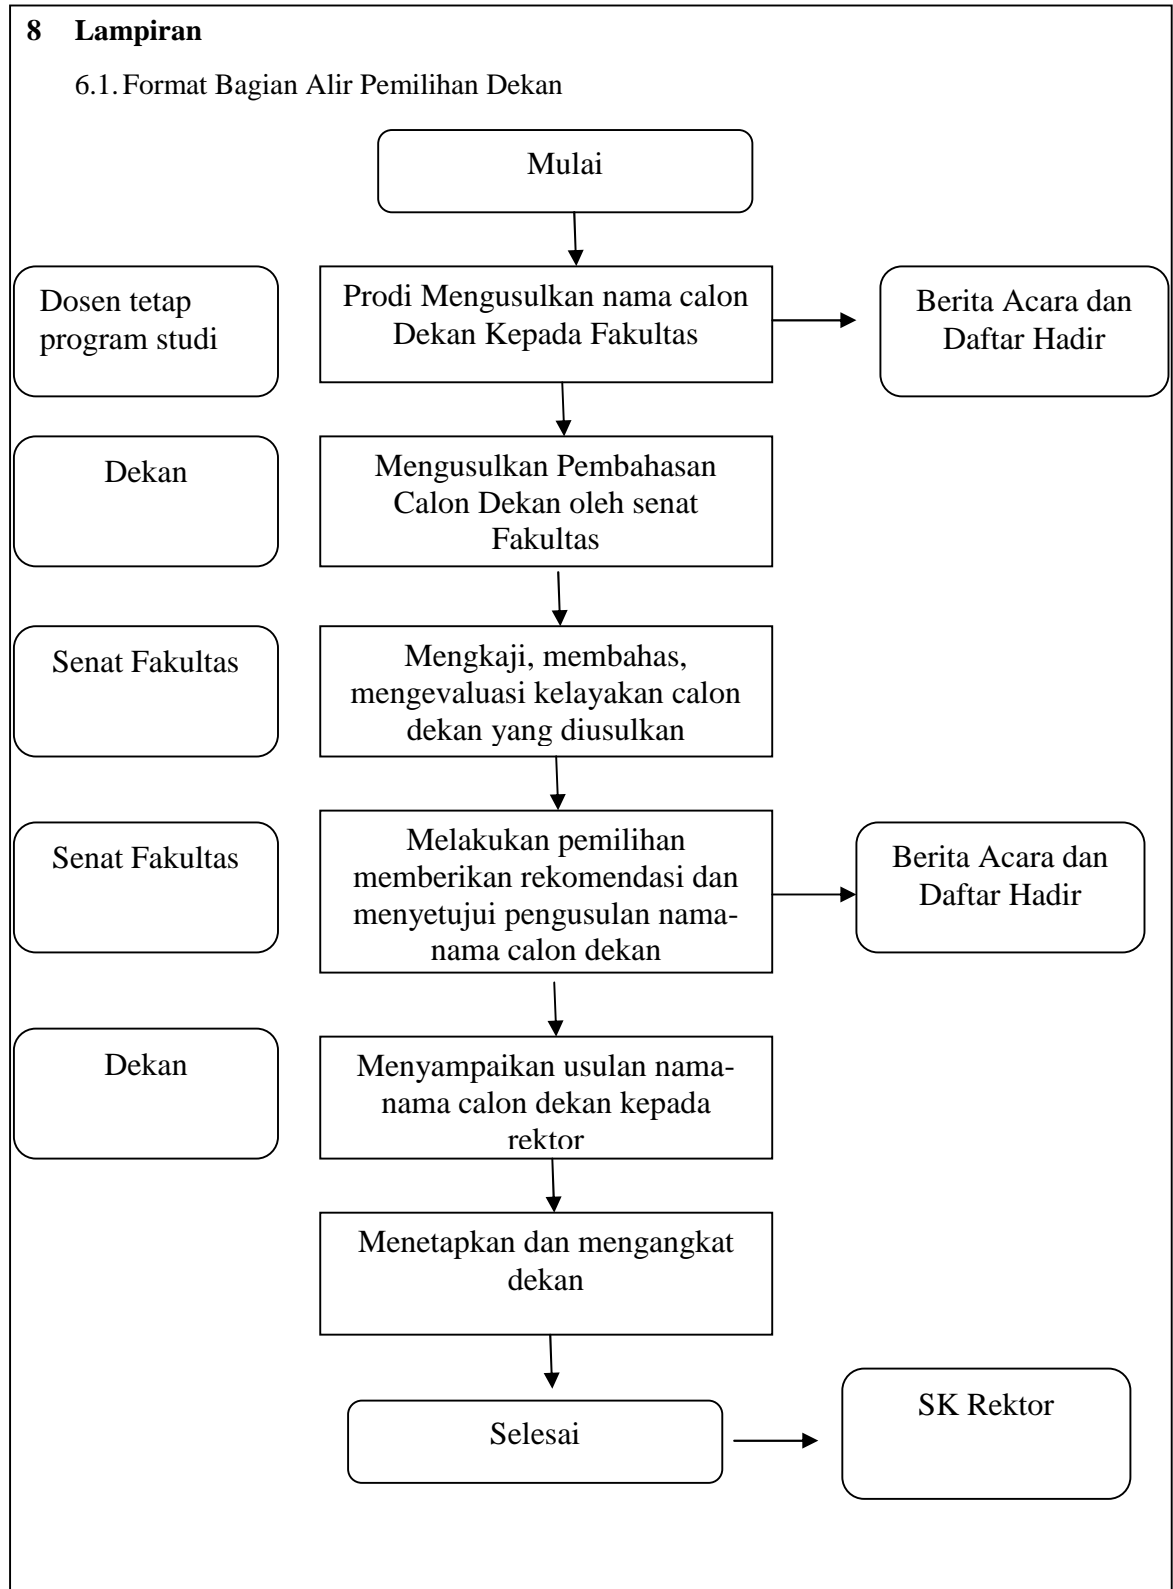 8 Lampiran
6.1. Format Bagian Alir Pemilihan Dekan
Mulai
Dosen tetap
program studi
Prodi Mengusulkan nama calon
Dekan Kepada Fakultas
Berita Acara dan
Daftar Hadir
Dekan
Mengusulkan Pembahasan
Calon Dekan oleh senat
Fakultas
Senat Fakultas
Mengkaji, membahas,
mengevaluasi kelayakan calon
dekan yang diusulkan
Senat Fakultas
Melakukan pemilihan
memberikan rekomendasi dan
menyetujui pengusulan nama-
nama calon dekan
Berita Acara dan
Daftar Hadir
Dekan
Menyampaikan usulan nama-
nama calon dekan kepada
rektor
Menetapkan dan mengangkat
dekan
Selesai
SK Rektor